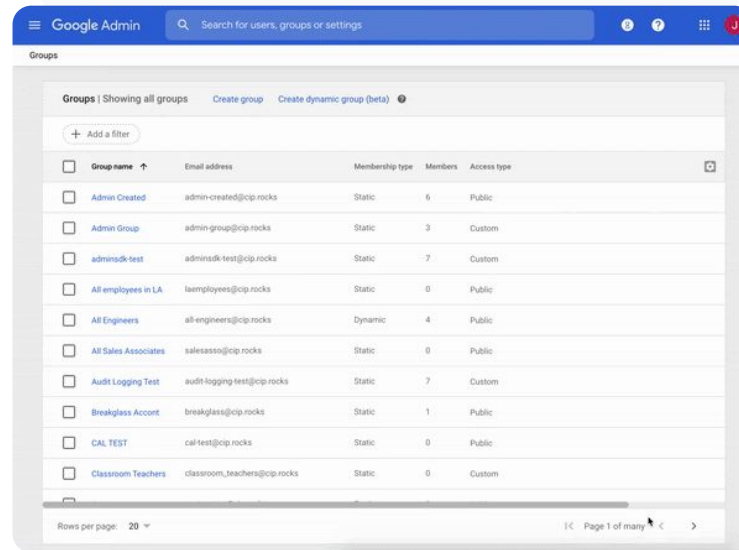 Google Admin Search for users, groups or settings 8 ? J
Groups
Groups | Showing all groups Create group Create dynamic group (beta) ?
+ Add a filter
Group name Email address Membership type Members Access type
Admin Created admin-created@cip.rocks Static 6 Public
Admin Group admin-group@cip.rocks Static 3 Custom
adminsdk-test adminsdk-test@cip.rocks Static 7 Custom
All employees in LA laemployees@cip.rocks Static 0 Public
All Engineers all-engineers@cip.rocks Dynamic 4 Public
All Sales Associates salesasso@cip.rocks Static 0 Public
Audit Logging Test audit-logging-test@cip.rocks Static 7 Custom
Breakglass Accont breakglass@cip.rocks Static 1 Public
CAL TEST cal-test@cip.rocks Static 0 Public
Classroom Teachers classroom_teachers@cip.rocks Static 0 Custom
Rows per page: 20 Page 1 of many